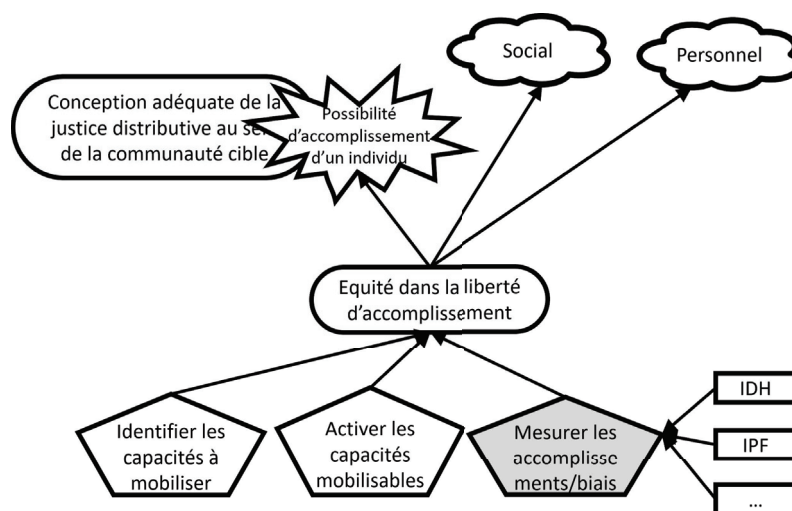 Social
Personnel
Conception adéquate de la
justice distributive au se
de la communauté cible
Possibilité
d'accomplissement
d'un individu
Equité dans la liberté
d'accomplissement
Identifier les
capacités à
mobiliser
Activer les
capacités
mobilisables
Mesurer les
accomplisse
ments/biais
IDH
IPF
...